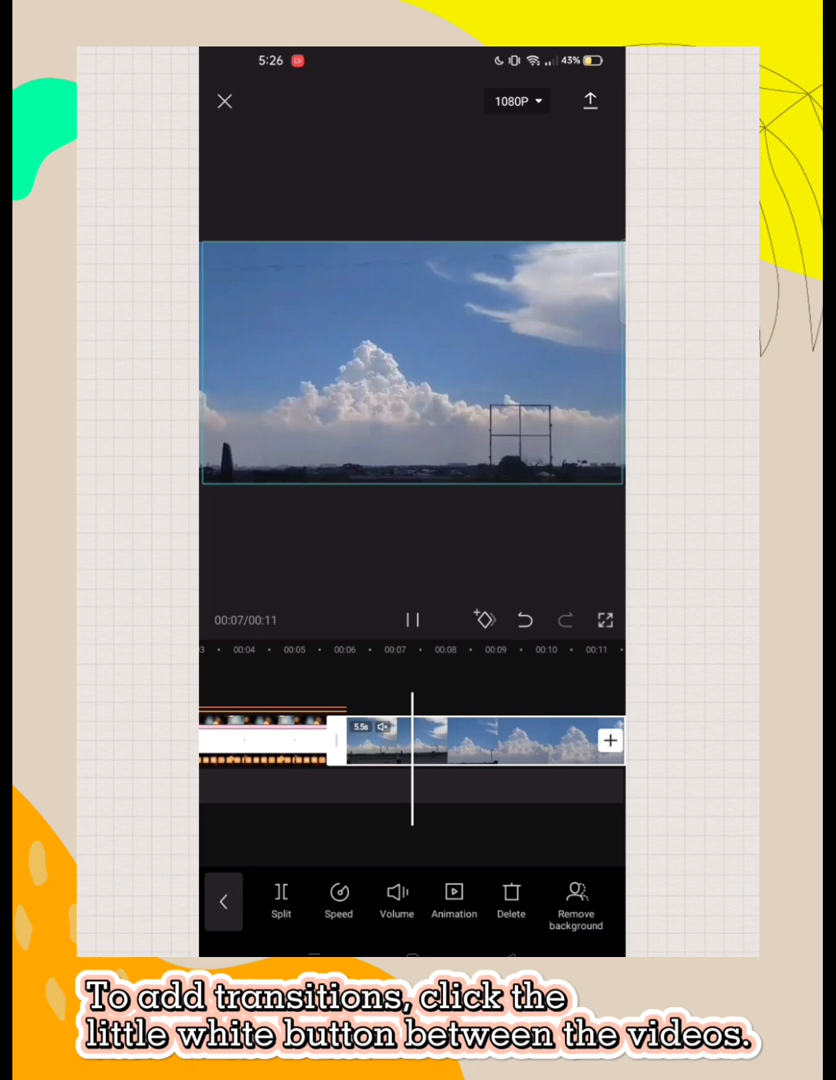 5:26
43%
1080P
00:07/00:11
3 · 00:04 · 00:05 · 00:06 · 00:07 · 00:08 · 00:09 · 00:10 · 00:11 ·
5.5s
Split Speed Volume Animation Delete Remove background
To add transitions, click the
little white button between the videos.